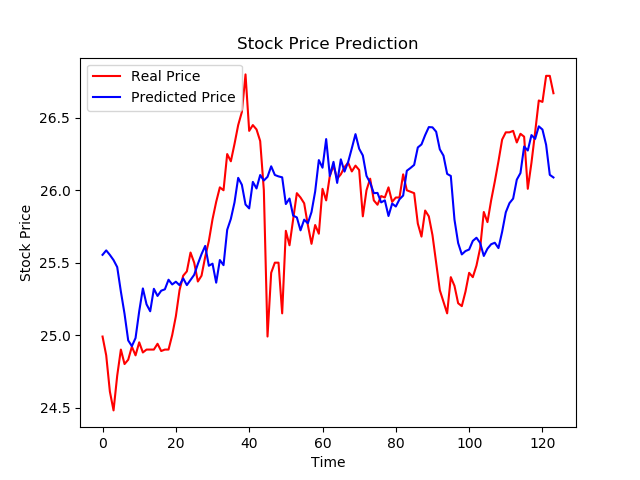 Stock Price Prediction
Real Price
Predicted Price
26.5
26.0
25.5
25.0
24.5
Stock Price
0 20 40 60 80 100 120
Time